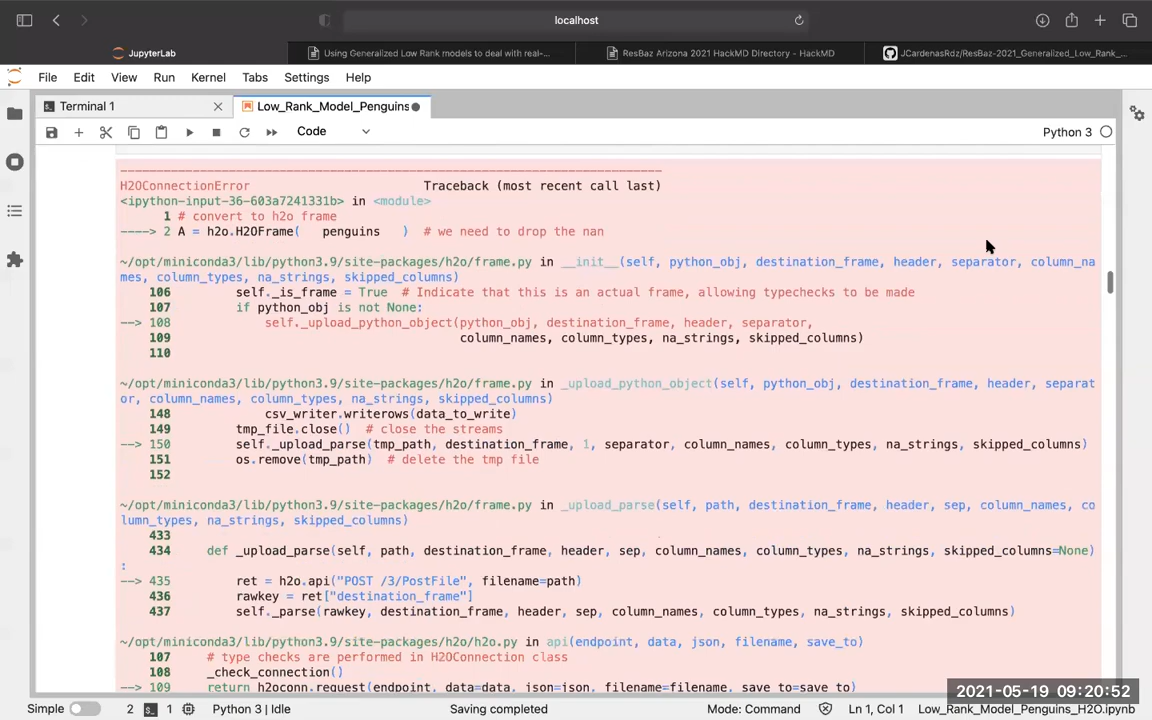 localhost
JupyterLab
Using Generalized Low Rank models to deal with real-...
ResBaz Arizona 2021 HackMD Directory - HackMD
JCardenasRdz/ResBaz-2021_Generalized_Low_Rank_...
File Edit View Run Kernel Tabs Settings Help
Terminal 1
Low_Rank_Model_Penguins
Code
Python 3
---------------------------------------------------------------------------
H2OConnectionError                        Traceback (most recent call last)
<ipython-input-36-603a7241331b> in <module>
      1 # convert to h2o frame
----> 2 A = h2o.H2OFrame(   penguins   )  # we need to drop the nan
~/opt/miniconda3/lib/python3.9/site-packages/h2o/frame.py in __init__(self, python_obj, destination_frame, header, separator, column_na
mes, column_types, na_strings, skipped_columns)
    106         self._is_frame = True  # Indicate that this is an actual frame, allowing typechecks to be made
    107         if python_obj is not None:
--> 108             self._upload_python_object(python_obj, destination_frame, header, separator,
    109                                        column_names, column_types, na_strings, skipped_columns)
    110
~/opt/miniconda3/lib/python3.9/site-packages/h2o/frame.py in _upload_python_object(self, python_obj, destination_frame, header, separat
or, column_names, column_types, na_strings, skipped_columns)
    148             csv_writer.writerows(data_to_write)
    149         tmp_file.close()  # close the streams
--> 150         self._upload_parse(tmp_path, destination_frame, 1, separator, column_names, column_types, na_strings, skipped_columns)
    151         os.remove(tmp_path)  # delete the tmp file
    152
~/opt/miniconda3/lib/python3.9/site-packages/h2o/frame.py in _upload_parse(self, path, destination_frame, header, sep, column_names, co
lumn_types, na_strings, skipped_columns)
    433
    434     def _upload_parse(self, path, destination_frame, header, sep, column_names, column_types, na_strings, skipped_columns=None)
:
--> 435         ret = h2o.api("POST /3/PostFile", filename=path)
    436         rawkey = ret["destination_frame"]
    437         self._parse(rawkey, destination_frame, header, sep, column_names, column_types, na_strings, skipped_columns)
~/opt/miniconda3/lib/python3.9/site-packages/h2o/h2o.py in api(endpoint, data, json, filename, save_to)
    107     # type checks are performed in H2OConnection class
    108     _check_connection()
--> 109     return h2oconn.request(endpoint, data=data, json=json, filename=filename, save_to=save_to)
2021-05-19 09:20:52
Simple 2 1 Python 3 | Idle Saving completed Mode: Command Ln 1, Col 1 Low_Rank_Model_Penguins_H2O.ipynb